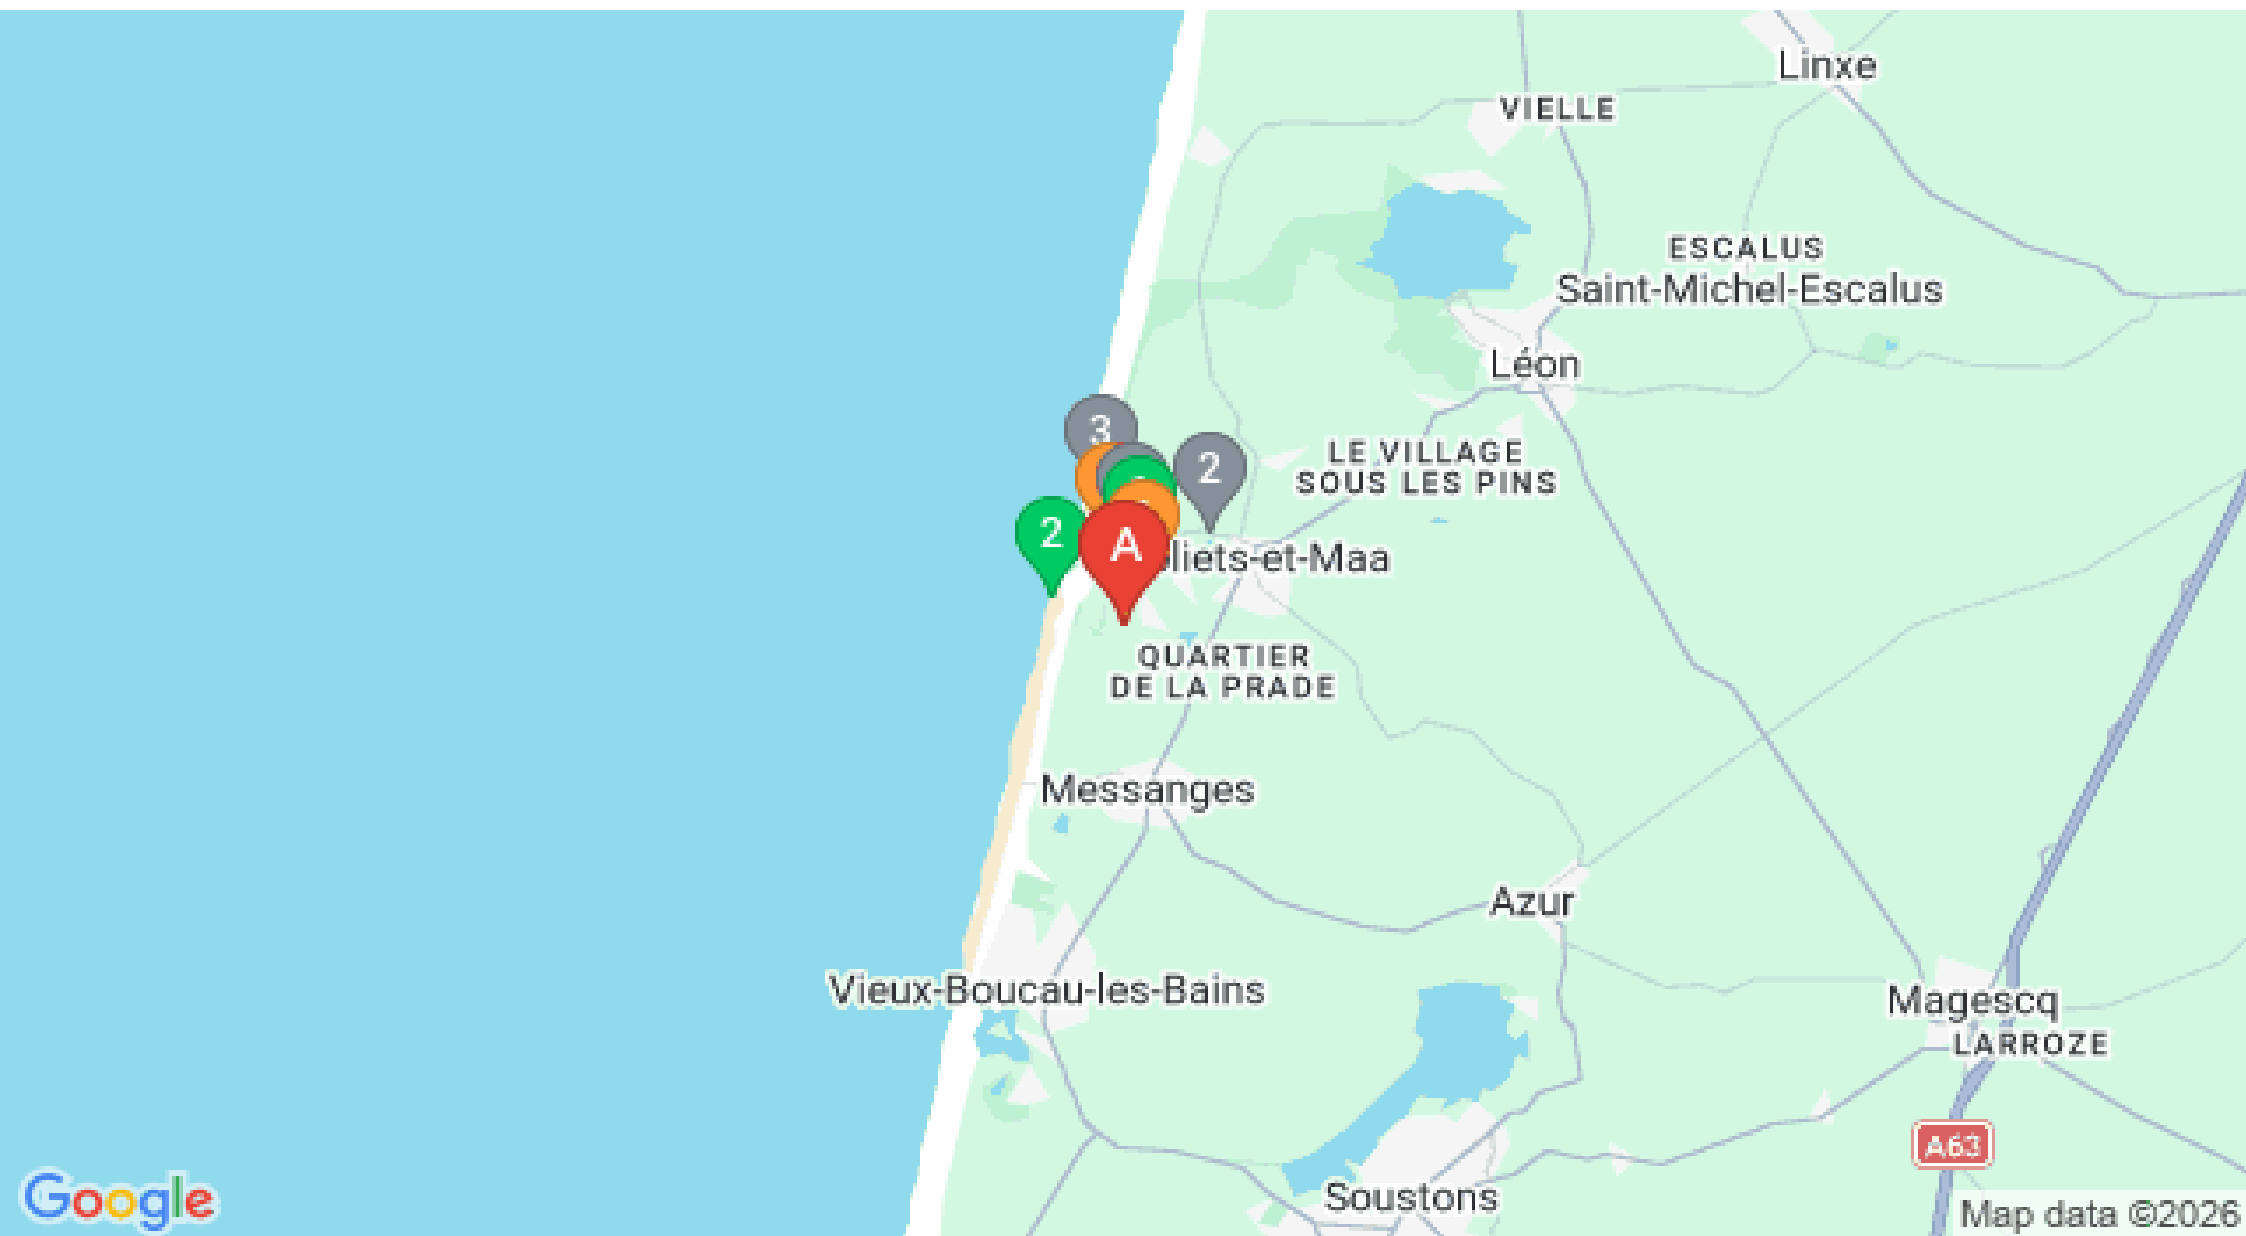 Linxe
VIELLE
ESCALUS
Saint-Michel-Escalus
Léon
3
2
LE VILLAGE
SOUS LES PINS
2
A
liets-et-Maa
QUARTIER
DE LA PRADE
Messanges
Azur
Vieux-Boucau-les-Bains
Magescq
LARROZE
A63
Soustons
Google
Map data ©2026